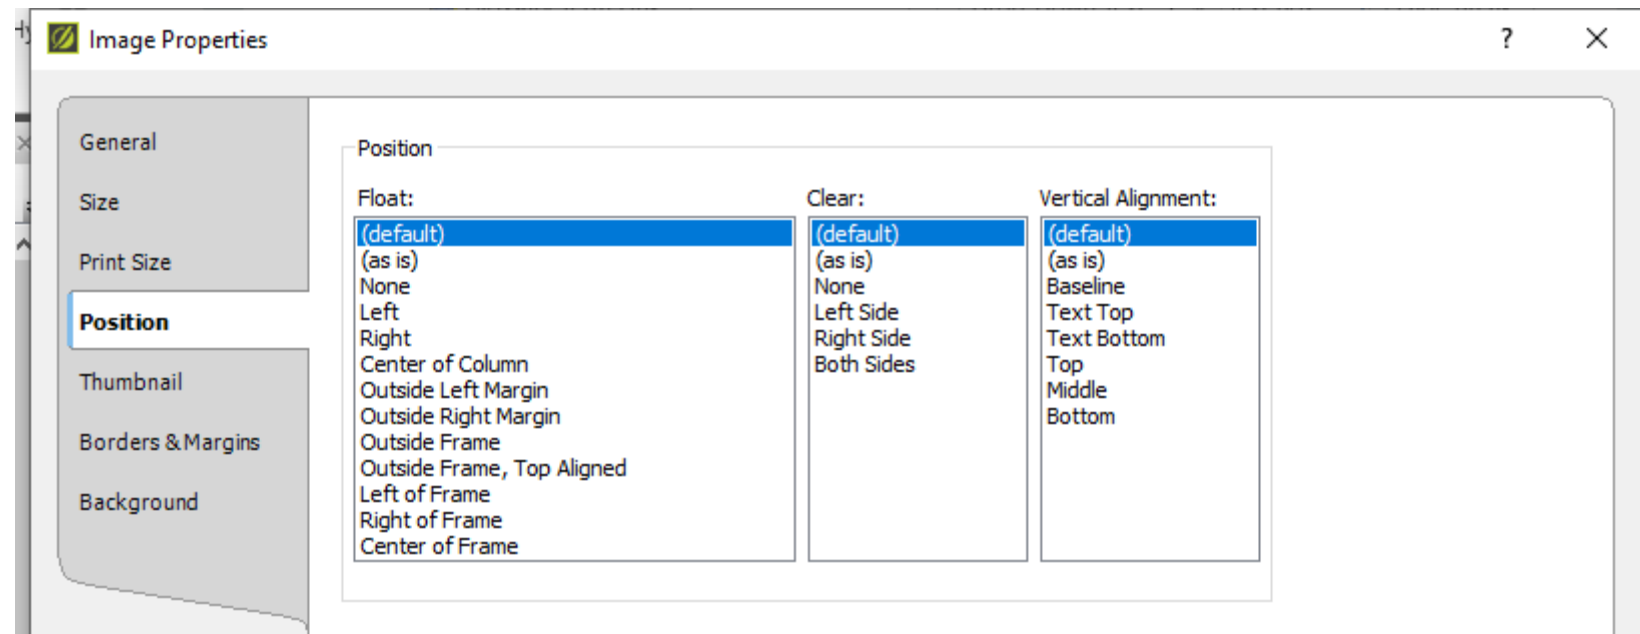 Image Properties
?
General
Size
Print Size
Position
Thumbnail
Borders & Margins
Background
Position
Float:
(default)
(as is)
None
Left
Right
Center of Column
Outside Left Margin
Outside Right Margin
Outside Frame
Outside Frame, Top Aligned
Left of Frame
Right of Frame
Center of Frame
Clear:
(default)
(as is)
None
Left Side
Right Side
Both Sides
Vertical Alignment:
(default)
(as is)
Baseline
Text Top
Text Bottom
Top
Middle
Bottom